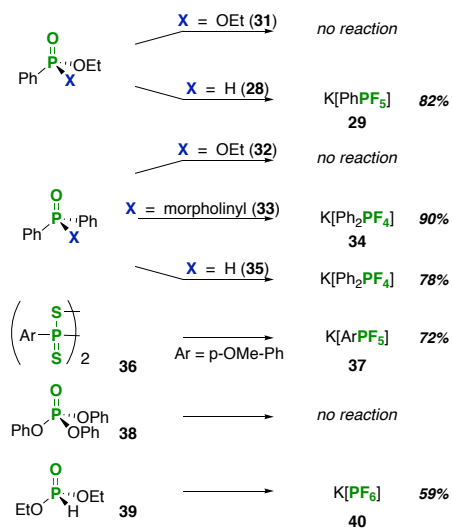 X = OEt (31)
no reaction
O
P
Ph
OEt
X
X = H (28)
K[PhPF₅]
82%
29
X = OEt (32)
no reaction
O
Ph
P
Ph
X
X = morpholinyl (33)
K[Ph₂PF₄]
90%
34
X = H (35)
K[Ph₂PF₄]
78%
S
(Ar P)₂
S
36
Ar = p-OMe-Ph
K[ArPF₅]
72%
37
O
P
PhO
OPh
OPh
38
no reaction
O
P
EtO
H
OEt
39
K[PF₆]
59%
40